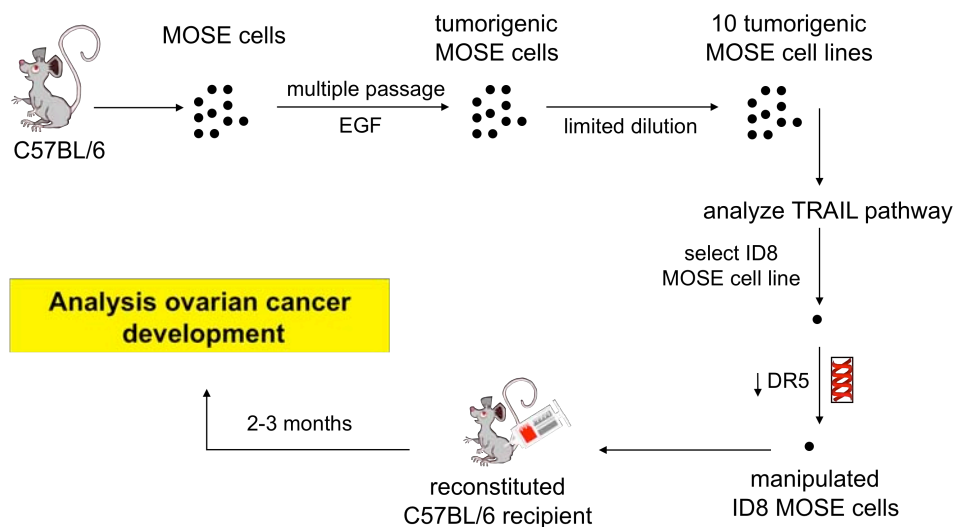 MOSE cells
tumorigenic
MOSE cells
10 tumorigenic
MOSE cell lines
multiple passage
EGF
limited dilution
C57BL/6
analyze TRAIL pathway
select ID8
MOSE cell line
↓ DR5
manipulated
ID8 MOSE cells
reconstituted
C57BL/6 recipient
2-3 months
Analysis ovarian cancer
development